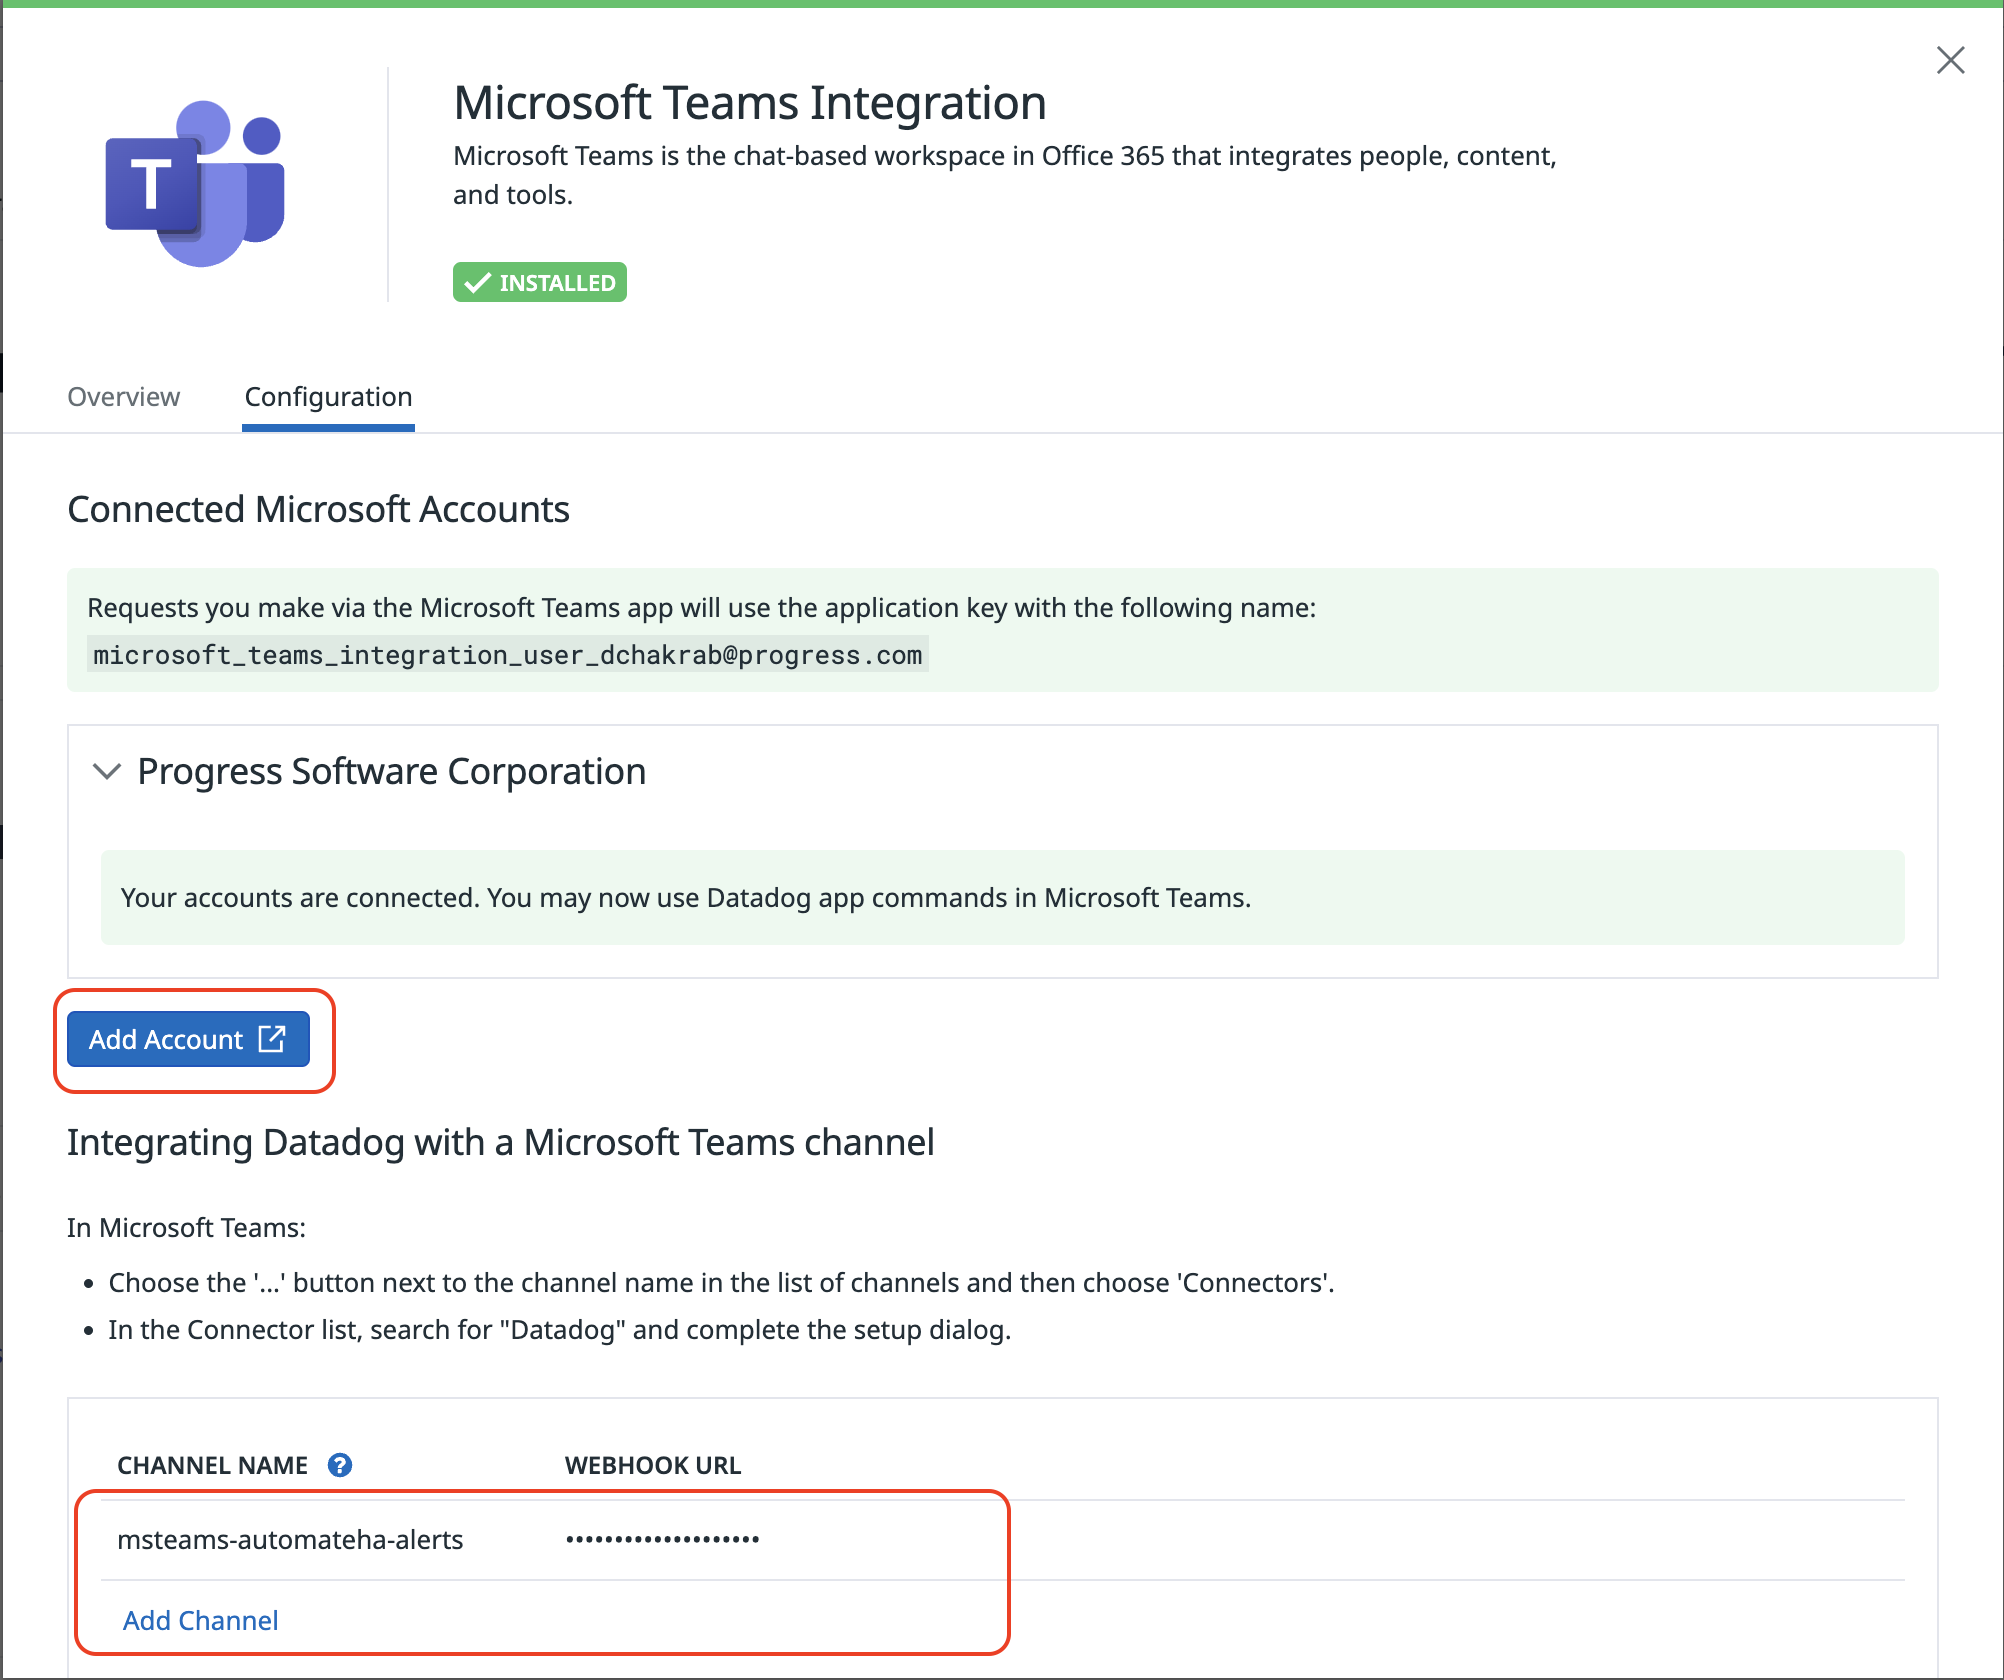 T
Microsoft Teams Integration
Microsoft Teams is the chat-based workspace in Office 365 that integrates people, content,
and tools.
INSTALLED
Overview
Configuration
Connected Microsoft Accounts
Requests you make via the Microsoft Teams app will use the application key with the following name:
microsoft_teams_integration_user_dchakrab@progress.com
Progress Software Corporation
Your accounts are connected. You may now use Datadog app commands in Microsoft Teams.
Add Account
Integrating Datadog with a Microsoft Teams channel
In Microsoft Teams:
• Choose the '...' button next to the channel name in the list of channels and then choose 'Connectors'.
• In the Connector list, search for "Datadog" and complete the setup dialog.
CHANNEL NAME ? WEBHOOK URL
msteams-automateha-alerts ••••••••••••••••••••
Add Channel